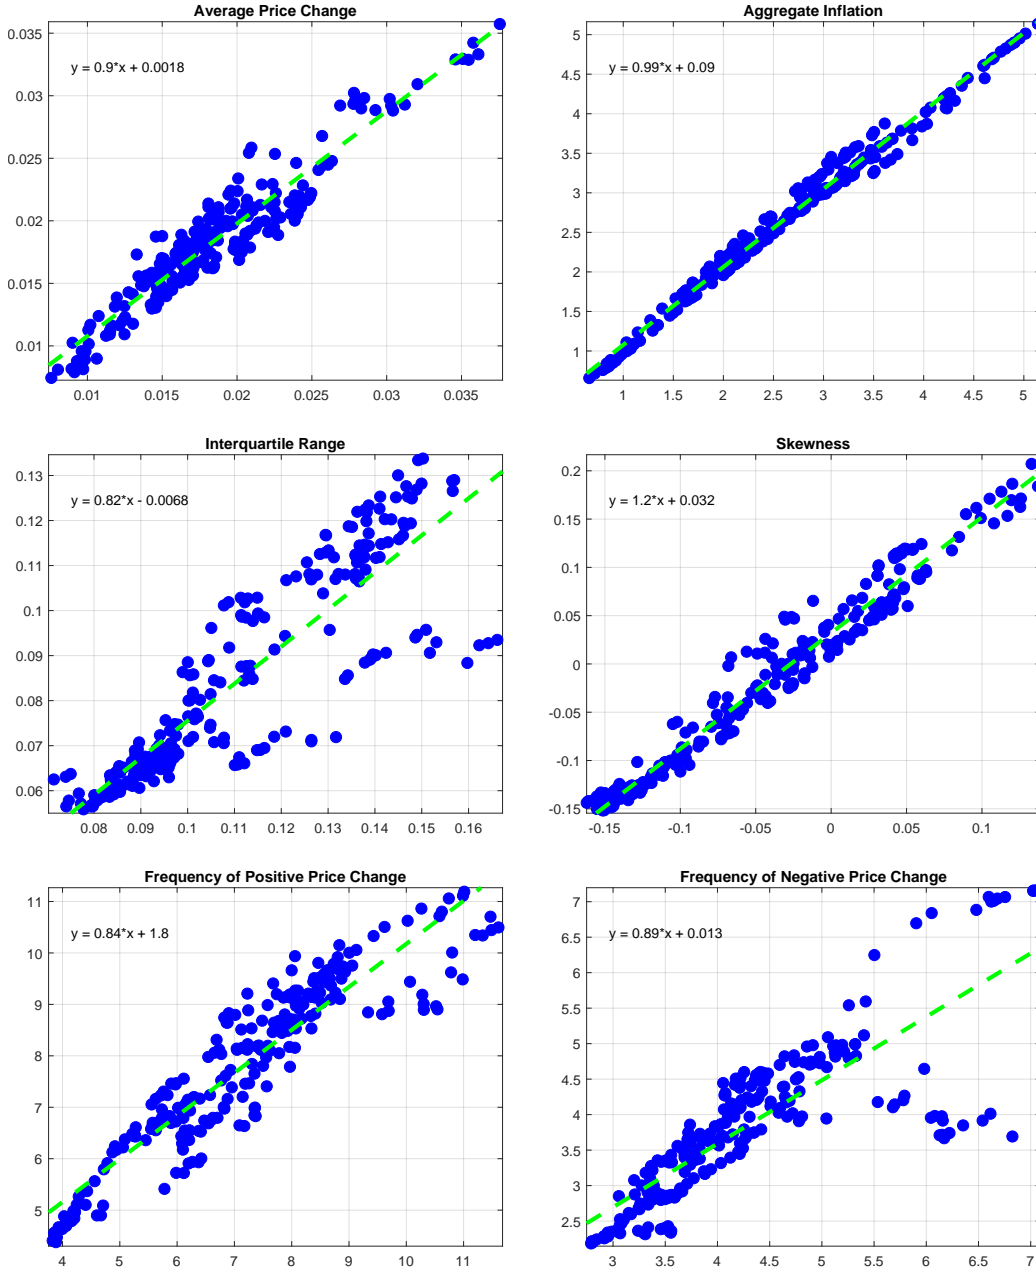 Average Price Change
0.035
0.03
0.025
0.02
0.015
0.01
y = 0.9*x + 0.0018
0.01 0.015 0.02 0.025 0.03 0.035
Aggregate Inflation
5
4.5
4
3.5
3
2.5
2
1.5
1
y = 0.99*x + 0.09
1 1.5 2 2.5 3 3.5 4 4.5 5
Interquartile Range
0.13
0.12
0.11
0.1
0.09
0.08
0.07
0.06
y = 0.82*x - 0.0068
0.08 0.09 0.1 0.11 0.12 0.13 0.14 0.15 0.16
Skewness
0.2
0.15
0.1
0.05
0
-0.05
-0.1
-0.15
y = 1.2*x + 0.032
-0.15 -0.1 -0.05 0 0.05 0.1
Frequency of Positive Price Change
11
10
9
8
7
6
5
y = 0.84*x + 1.8
4 5 6 7 8 9 10 11
Frequency of Negative Price Change
7
6.5
6
5.5
5
4.5
4
3.5
3
2.5
y = 0.89*x + 0.013
3 3.5 4 4.5 5 5.5 6 6.5 7